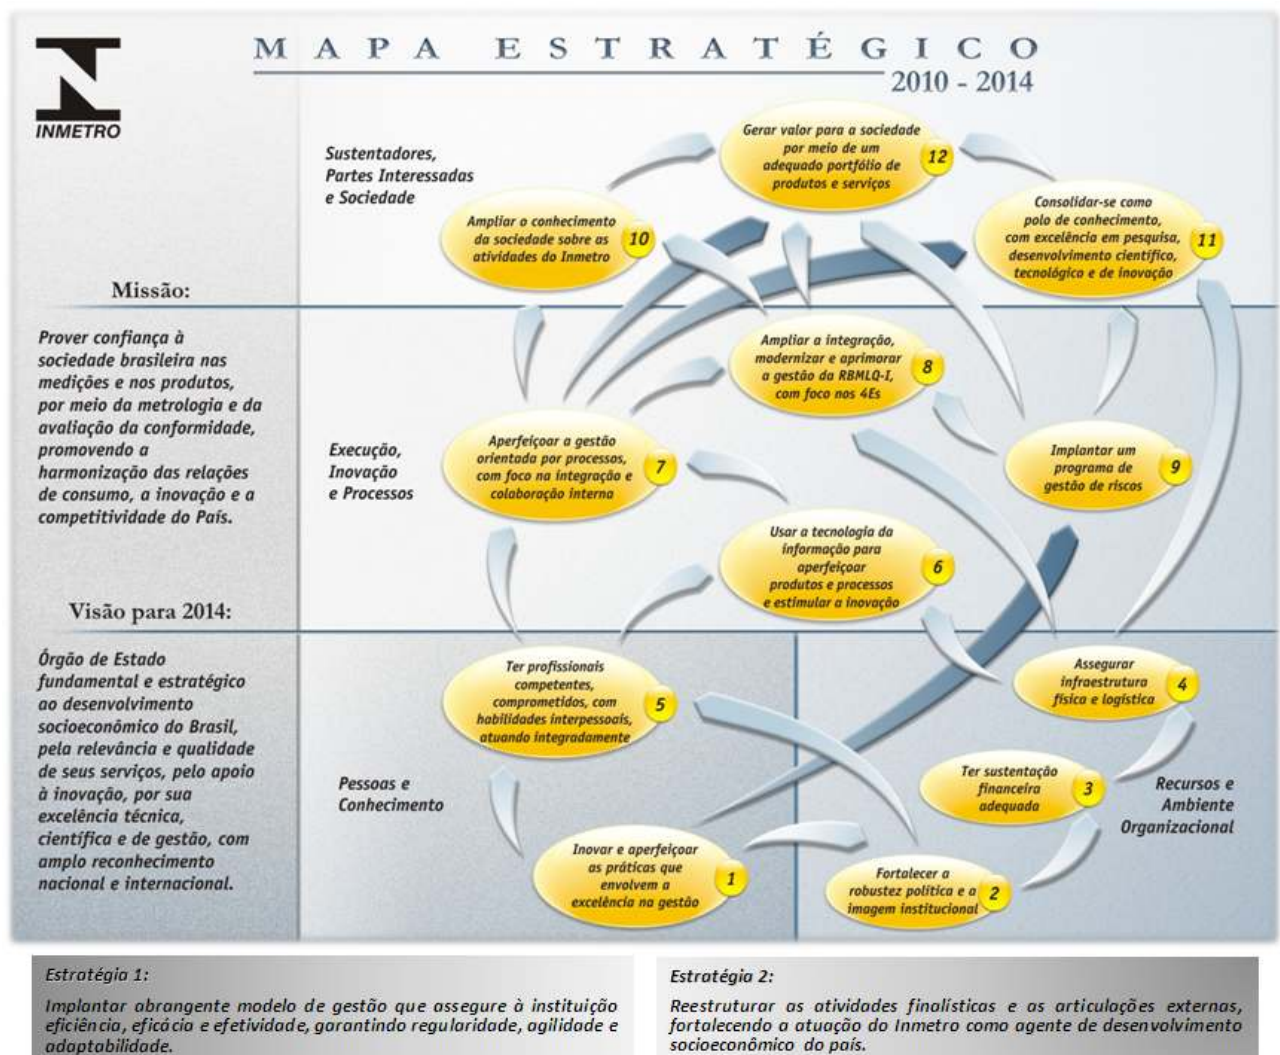 MAPA ESTRATÉGICO
2010 - 2014
INMETRO
Sustentadores,
Partes Interessadas
e Sociedade
Gerar valor para a sociedade
por meio de um
adequado portfólio de
produtos e serviços
12
Ampliar o conhecimento
da sociedade sobre as
atividades do Inmetro
10
Consolidar-se como
polo de conhecimento,
com excelência em pesquisa,
desenvolvimento científico,
tecnológico e de inovação
11
Missão:
Prover confiança à
sociedade brasileira nas
medições e nos produtos,
por meio da metrologia e da
avaliação da conformidade,
promovendo a
harmonização das relações
de consumo, a inovação e a
competitividade do País.
Execução,
Inovação
e Processos
Ampliar a integração,
modernizar e aprimorar
a gestão da RBMLQ-I,
com foco nos 4Es
8
Aperfeiçoar a gestão
orientada por processos,
com foco na integração e
colaboração interna
7
Implantar um
programa de
gestão de riscos
9
Usar a tecnologia da
informação para
aperfeiçoar
produtos e processos
e estimular a inovação
6
Visão para 2014:
Órgão de Estado
fundamental e estratégico
ao desenvolvimento
socioeconômico do Brasil,
pela relevância e qualidade
de seus serviços, pelo apoio
à inovação, por sua
excelência técnica,
científica e de gestão, com
amplo reconhecimento
nacional e internacional.
Ter profissionais
competentes,
comprometidos, com
habilidades interpessoais,
atuando integradamente
5
Assegurar
infraestrutura
física e logística
4
Pessoas e
Conhecimento
Ter sustentação
financeira
adequada
3
Recursos e
Ambiente
Organizacional
Inovar e aperfeiçoar
as práticas que
envolvem a
excelência na gestão
1
Fortalecer a
robustez política e a
imagem institucional
2
Estratégia 1:
Implantar abrangente modelo de gestão que assegure à instituição
eficiência, eficácia e efetividade, garantindo regularidade, agilidade e
adaptabilidade.
Estratégia 2:
Reestruturar as atividades finalísticas e as articulações externas,
fortalecendo a atuação do Inmetro como agente de desenvolvimento
socioeconômico do país.